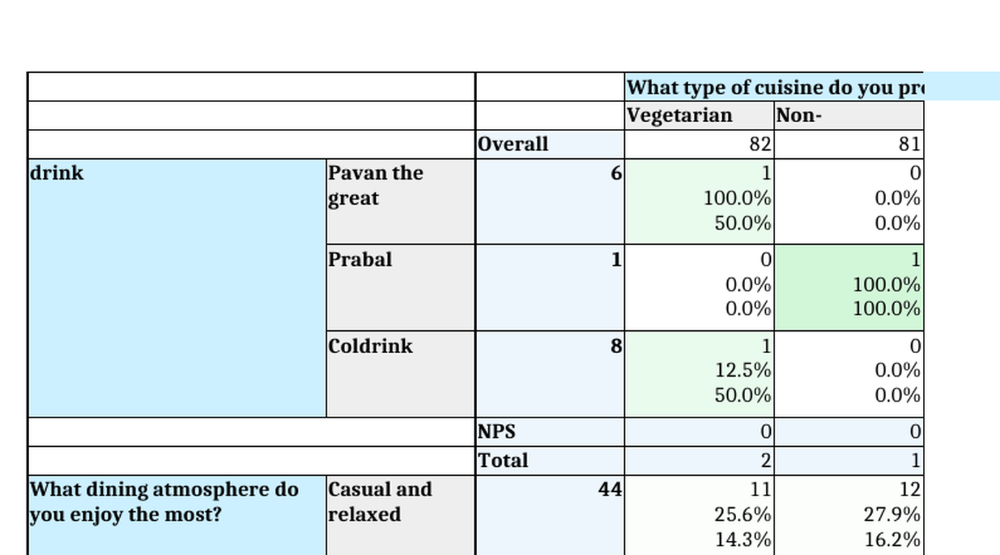 What type of cuisine do you
Vegetarian Non-
Overall 82 81
drink Pavan the 6 1 0
great 100.0% 0.0%
50.0% 0.0%
Prabal 1 0 1
0.0% 100.0%
0.0% 100.0%
Coldrink 8 1 0
12.5% 0.0%
50.0% 0.0%
NPS 0 0
Total 2 1
What dining atmosphere do Casual and 44 11 12
you enjoy the most? relaxed 25.6% 27.9%
14.3% 16.2%